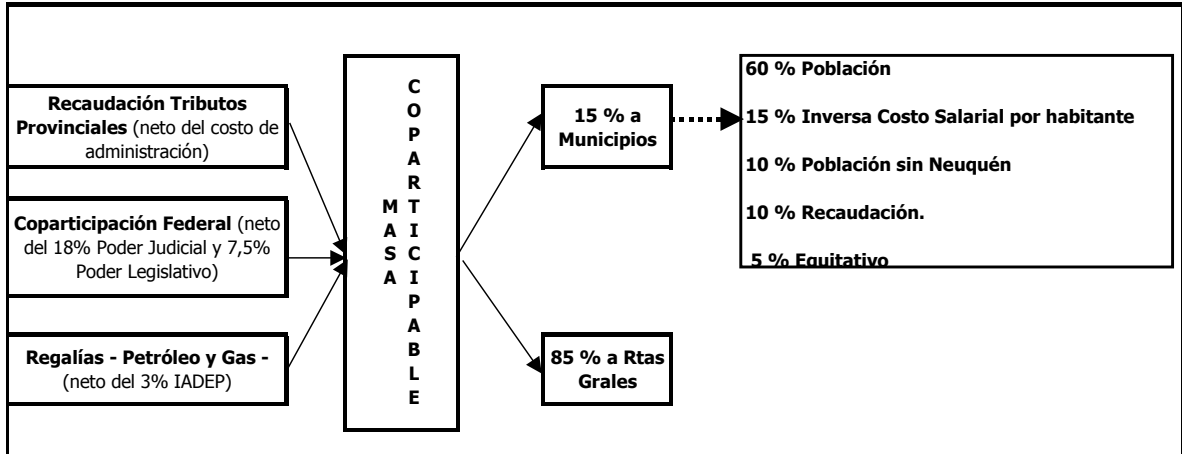 Recaudación Tributos
Provinciales (neto del costo de
administración)
Coparticipación Federal (neto
del 18% Poder Judicial y 7,5%
Poder Legislativo)
Regalías - Petróleo y Gas -
(neto del 3% IADEP)
MASA
COPARTICIPABLE
15 % a
Municipios
85 % a Rtas
Grales
60 % Población
15 % Inversa Costo Salarial por habitante
10 % Población sin Neuquén
10 % Recaudación.
5 % Equitativo